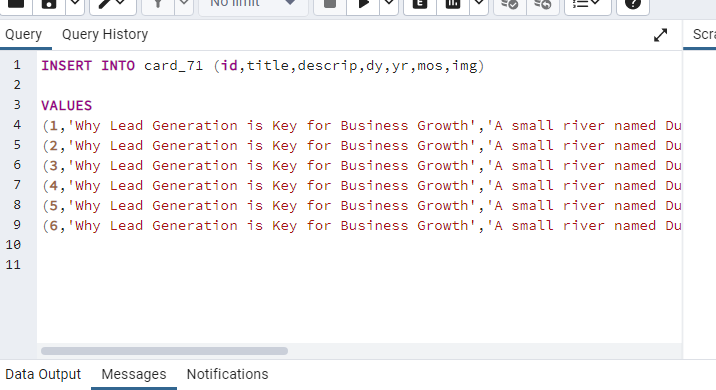 No limit
Query Query History Scra
1 INSERT INTO card_71 (id,title,descrip,dy,yr,mos,img)
2
3 VALUES
4 (1,'Why Lead Generation is Key for Business Growth','A small river named Du
5 (2,'Why Lead Generation is Key for Business Growth','A small river named Du
6 (3,'Why Lead Generation is Key for Business Growth','A small river named Du
7 (4,'Why Lead Generation is Key for Business Growth','A small river named Du
8 (5,'Why Lead Generation is Key for Business Growth','A small river named Du
9 (6,'Why Lead Generation is Key for Business Growth','A small river named Du
10
11
Data Output Messages Notifications